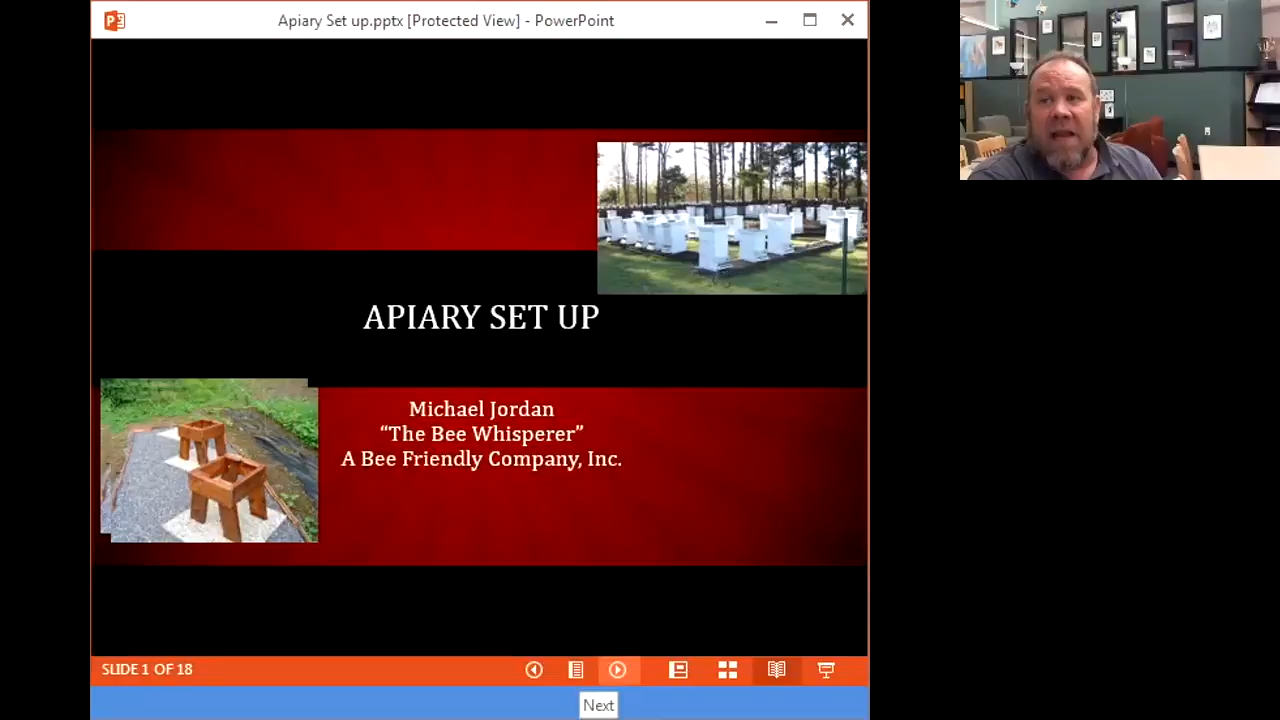 Apiary Set up.pptx [Protected View] - PowerPoint
APIARY SET UP
Michael Jordan
“The Bee Whisperer”
A Bee Friendly Company, Inc.
SLIDE 1 OF 18
Next